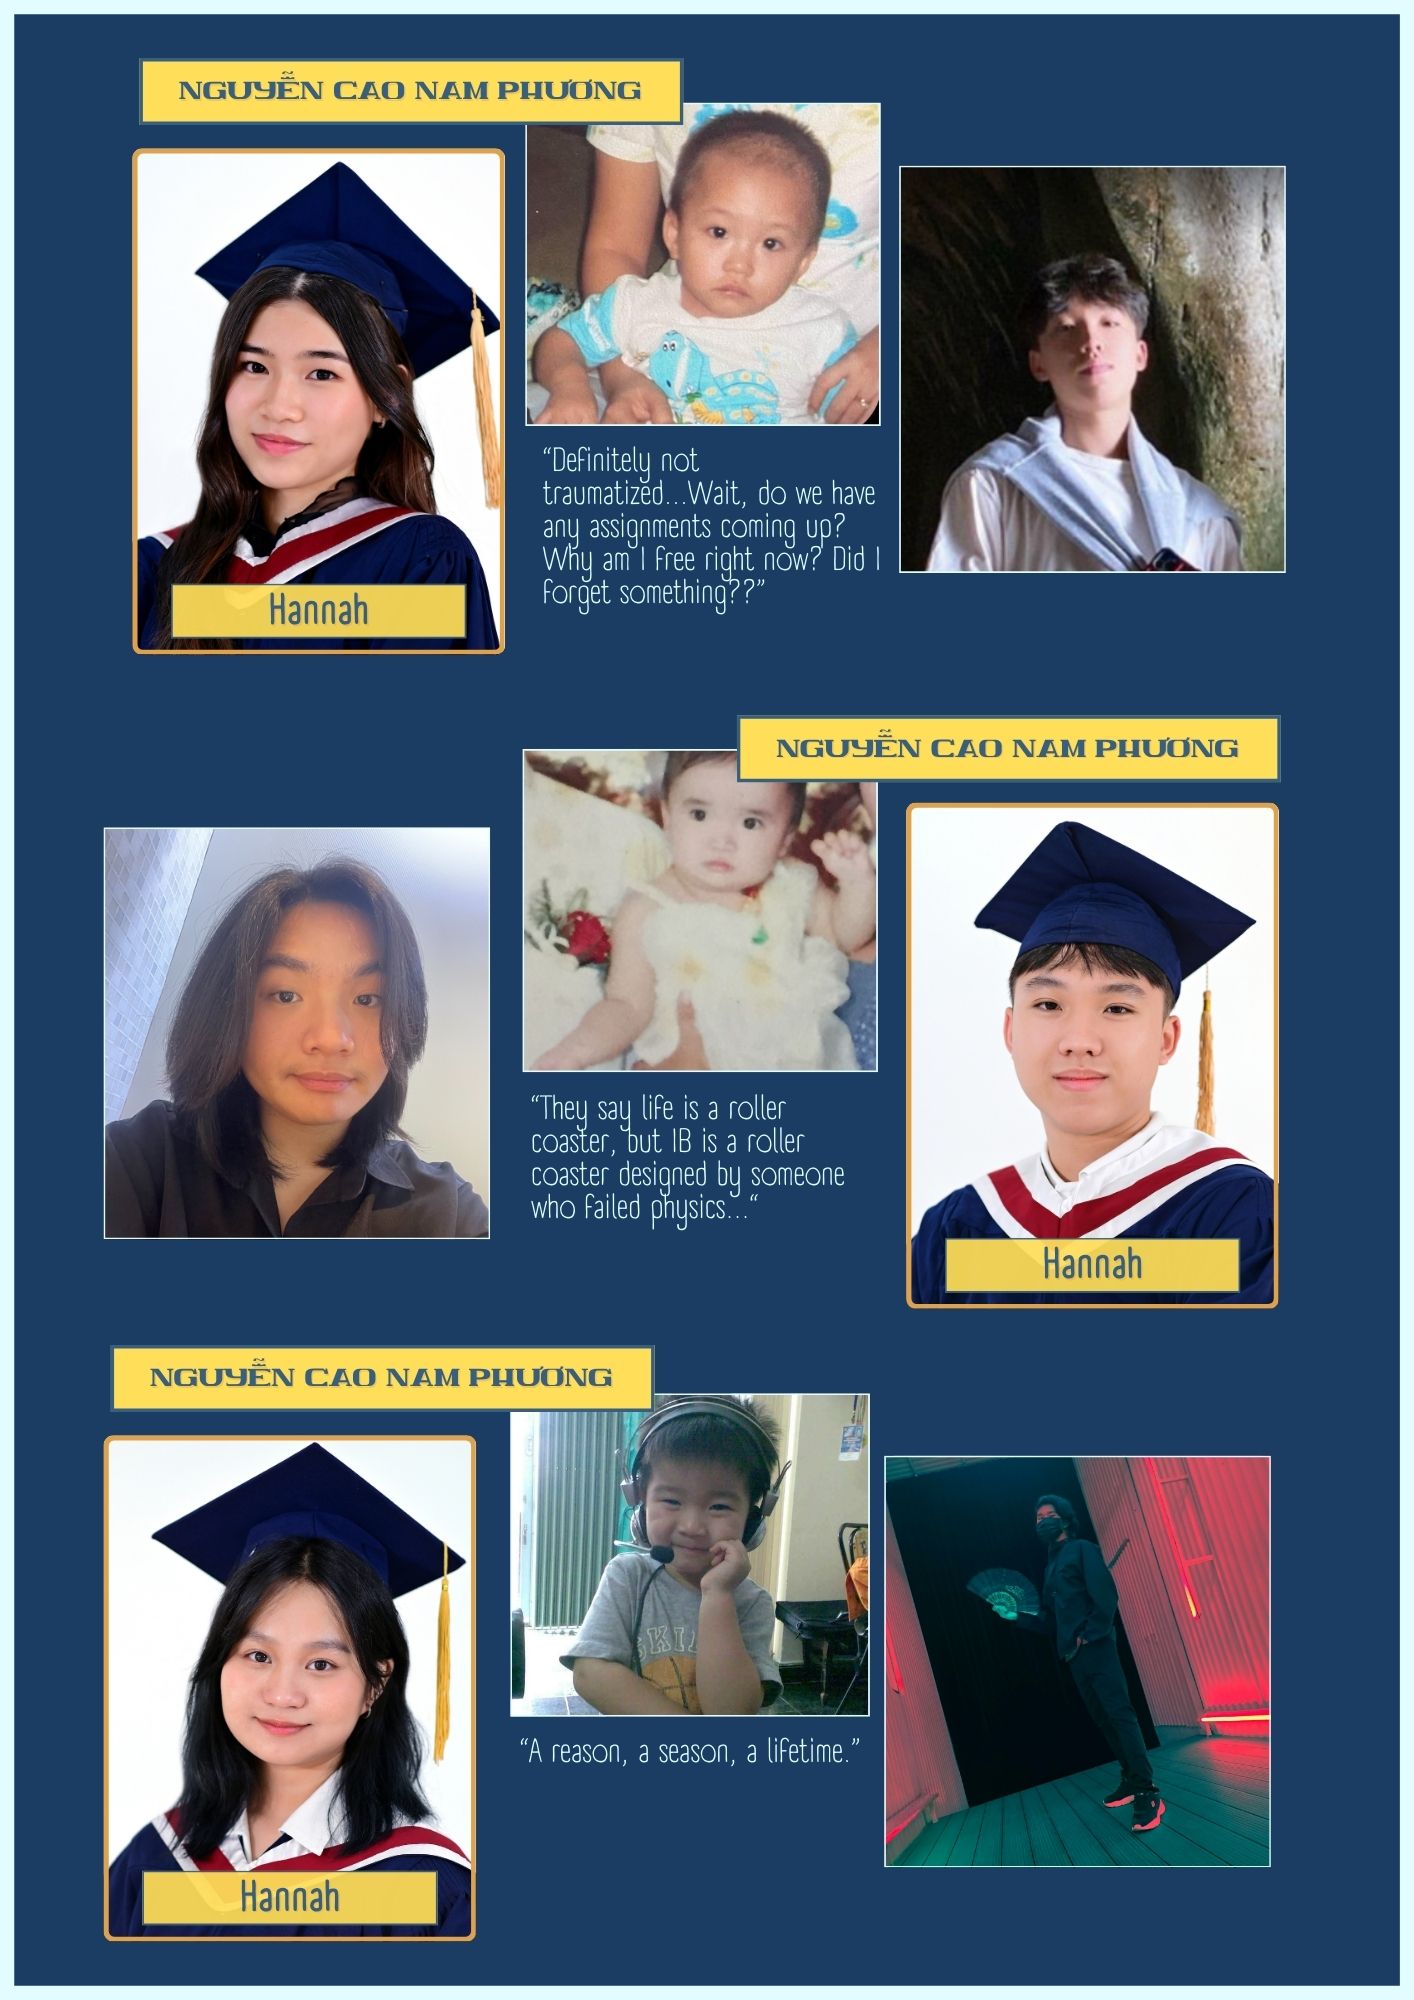 NGUYỄN CAO NAM PHƯƠNG
“Definitely not
traumatized...Wait, do we have
any assignments coming up?
Why am I free right now? Did I
forget something??”
Hannah
NGUYỄN CAO NAM PHƯƠNG
“They say life is a roller
coaster, but IB is a roller
coaster designed by someone
who failed physics...“
Hannah
NGUYỄN CAO NAM PHƯƠNG
SKIL
“A reason, a season, a lifetime.”
Hannah